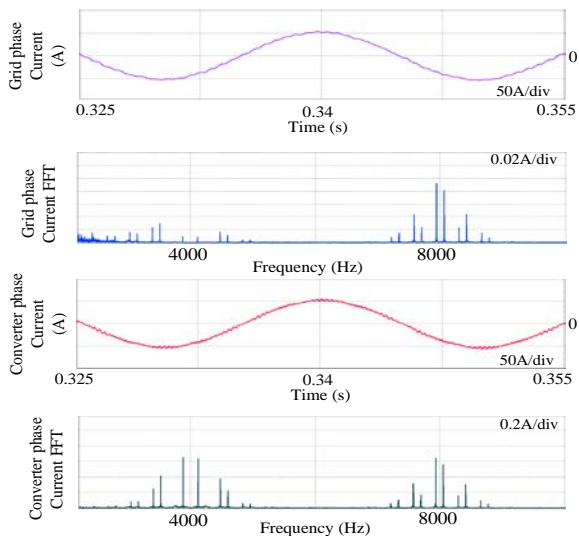 Grid phase
Current
(A)
0
50A/div
0.325
0.34
0.355
Time (s)
Grid phase
Current FFT
0.02A/div
4000
8000
Frequency (Hz)
Converter phase
Current
(A)
0
50A/div
0.325
0.34
0.355
Time (s)
Converter phase
Current FFT
0.2A/div
4000
8000
Frequency (Hz)